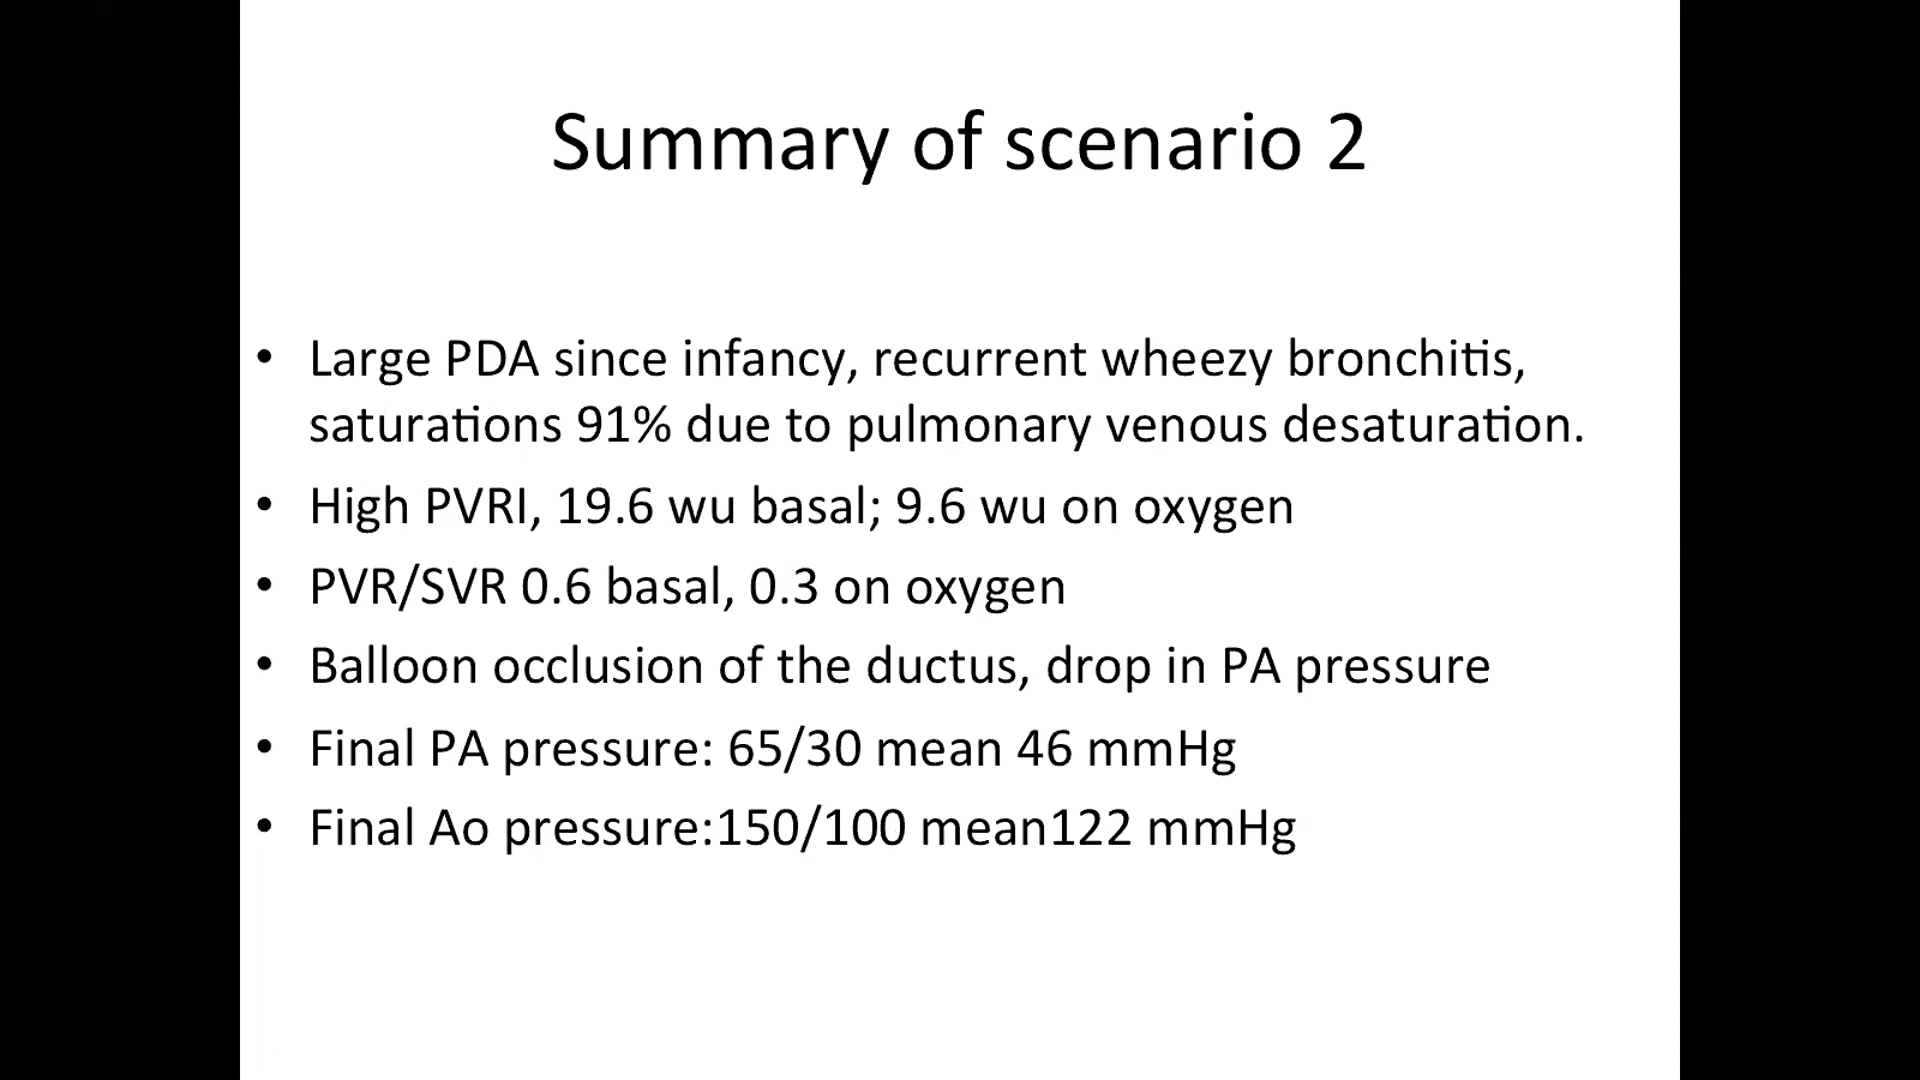 Summary of scenario 2
• Large PDA since infancy, recurrent wheezy bronchitis,
saturations 91% due to pulmonary venous desaturation.
• High PVRI, 19.6 wu basal; 9.6 wu on oxygen
• PVR/SVR 0.6 basal, 0.3 on oxygen
• Balloon occlusion of the ductus, drop in PA pressure
• Final PA pressure: 65/30 mean 46 mmHg
• Final Ao pressure:150/100 mean122 mmHg